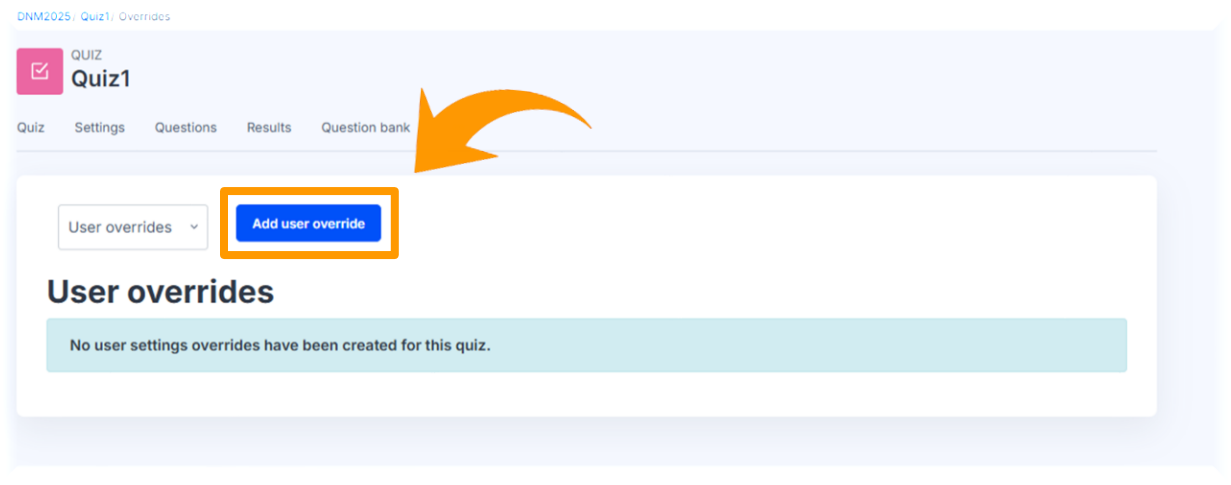 DNM2025 / Quiz1 / Overrides
QUIZ
Quiz1
Quiz Settings Questions Results Question bank
User overrides Add user override
User overrides
No user settings overrides have been created for this quiz.